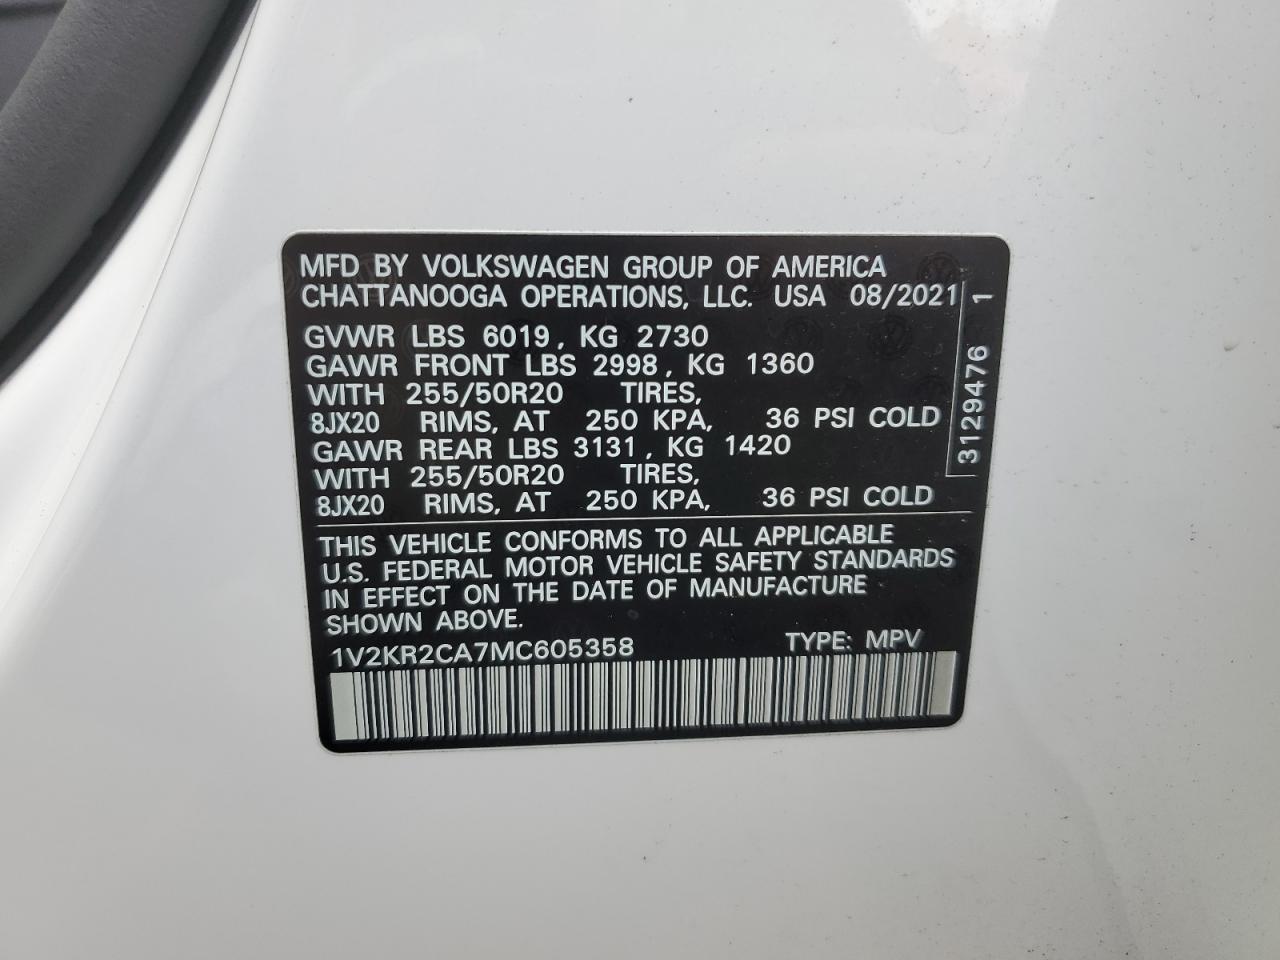 MFD BY VOLKSWAGEN GROUP OF AMERICA
CHATTANOOGA OPERATIONS, LLC. USA 08/2021
GVWR LBS 6019, KG 2730
GAWR FRONT LBS 2998, KG 1360
WITH 255/50R20 TIRES,
8JX20 RIMS, AT 250 KPA, 36 PSI COLD
GAWR REAR LBS 3131, KG 1420
WITH 255/50R20 TIRES,
8JX20 RIMS, AT 250 KPA, 36 PSI COLD
THIS VEHICLE CONFORMS TO ALL APPLICABLE
U.S. FEDERAL MOTOR VEHICLE SAFETY STANDARDS
IN EFFECT ON THE DATE OF MANUFACTURE
SHOWN ABOVE.
1V2KR2CA7MC605358 TYPE: MPV
3129476 1